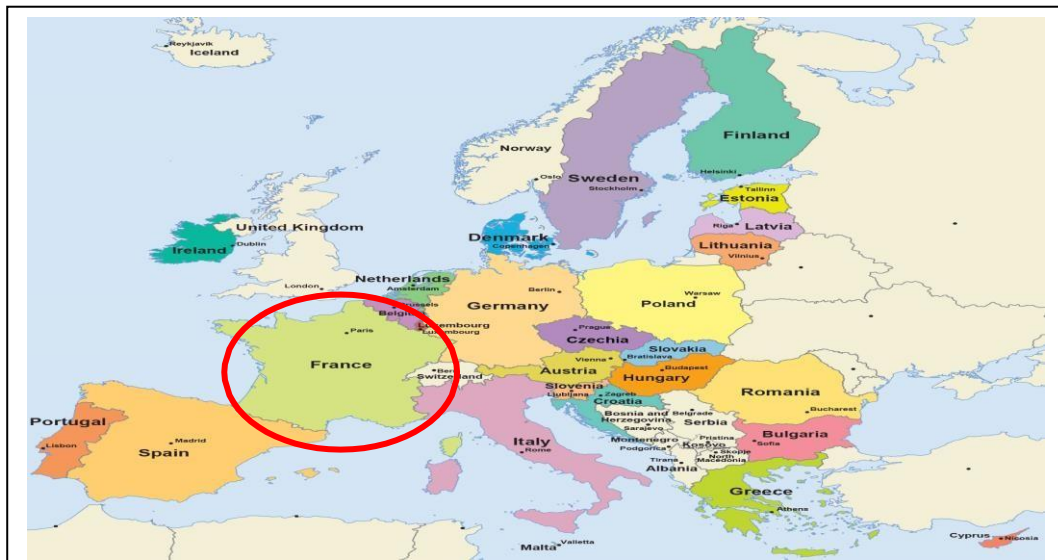 Reykjavik
Iceland
Norway
Oslo
Sweden
Stockholm
Finland
Helsinki
Tallinn
Estonia
Riga
Latvia
Lithuania
Vilnius
United Kingdom
Ireland
Dublin
London
Denmark
Copenhagen
Netherlands
Amsterdam
Brussels
Belgium
Luxembourg
Luxembourg
Berlin
Germany
Warsaw
Poland
Prague
Czechia
Paris
France
Bern
Switzerland
Vienna
Austria
Slovakia
Bratislava
Budapest
Hungary
Slovenia
Ljubljana
Zagreb
Croatia
Romania
Bucharest
Bosnia and
Herzegovina
Sarajevo
Belgrade
Serbia
Montenegro
Podgorica
Pristina
Kosovo
Skopje
North
Macedonia
Tirana
Albania
Sofia
Bulgaria
Portugal
Lisbon
Madrid
Spain
Italy
Rome
Greece
Athens
Valletta
Malta
Cyprus
Nicosia